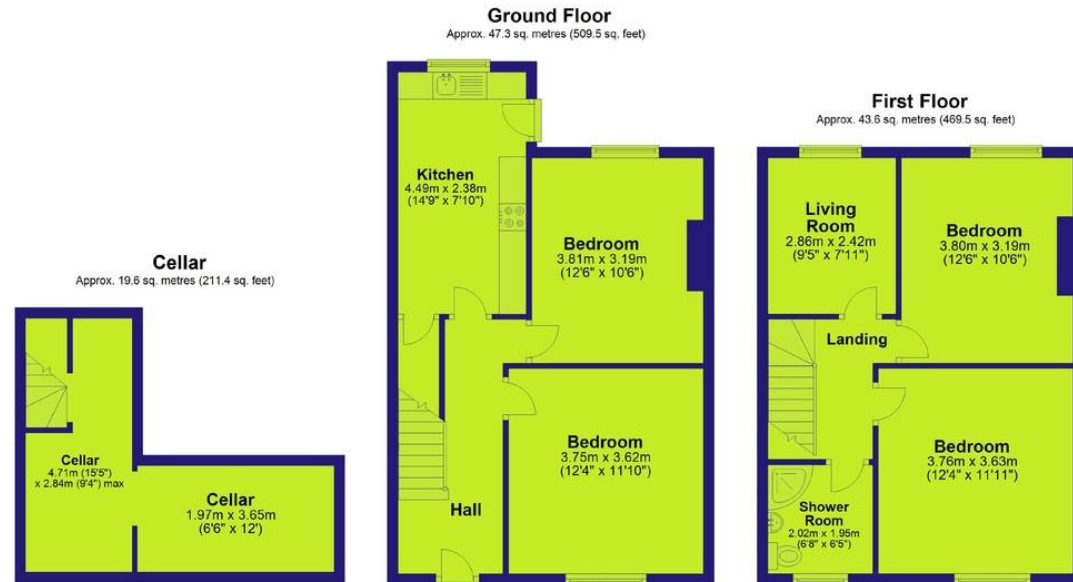 Ground Floor
Approx. 47.3 sq. metres (509.5 sq. feet)
Kitchen
4.49m x 2.38m
(14'9" x 7'10")
Bedroom
3.81m x 3.19m
(12'6" x 10'6")
Bedroom
3.75m x 3.62m
(12'4" x 11'10")
Hall
First Floor
Approx. 43.6 sq. metres (469.5 sq. feet)
Living
Room
2.86m x 2.42m
(9'5" x 7'11")
Bedroom
3.80m x 3.19m
(12'6" x 10'6")
Landing
Bedroom
3.76m x 3.63m
(12'4" x 11'11")
Shower
Room
2.02m x 1.95m
(6'8" x 6'5")
Cellar
Approx. 19.6 sq. metres (211.4 sq. feet)
Cellar
4.71m (15'5")
x 2.84m (9'4") max
Cellar
1.97m x 3.65m
(6'6" x 12')